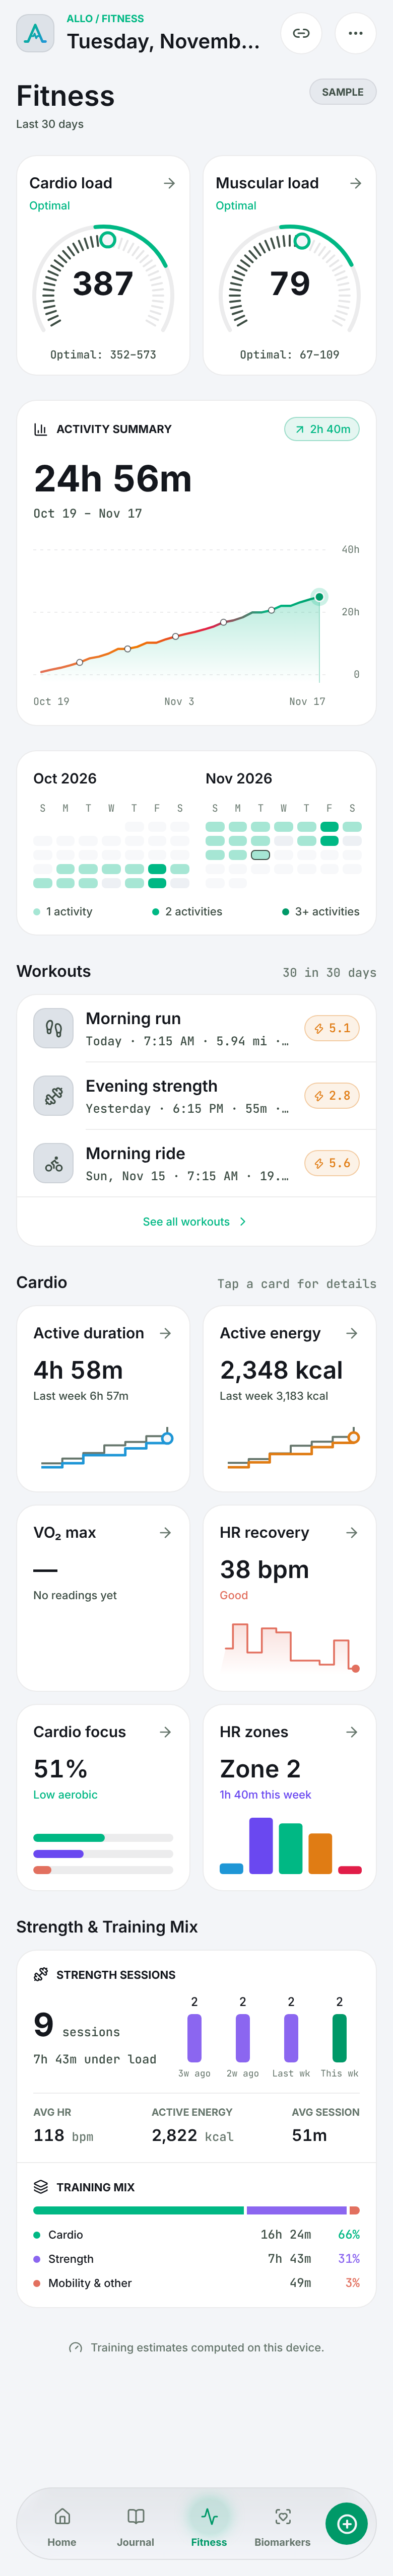 ALLO / FITNESS
Tuesday, Novemb...
Fitness
SAMPLE
Last 30 days
Cardio load
Optimal
387
Optimal: 352–573
Muscular load
Optimal
79
Optimal: 67–109
ACTIVITY SUMMARY
2h 40m
24h 56m
Oct 19 – Nov 17
40h
20h
0
Oct 19 Nov 3 Nov 17
Oct 2026
S M T W T F S
Nov 2026
S M T W T F S
1 activity 2 activities 3+ activities
Workouts 30 in 30 days
Morning run
Today · 7:15 AM · 5.94 mi ·…
5.1
Evening strength
Yesterday · 6:15 PM · 55m ·…
2.8
Morning ride
Sun, Nov 15 · 7:15 AM · 19.…
5.6
See all workouts
Cardio Tap a card for details
Active duration
4h 58m
Last week 6h 57m
Active energy
2,348 kcal
Last week 3,183 kcal
VO₂ max
—
No readings yet
HR recovery
38 bpm
Good
Cardio focus
51%
Low aerobic
HR zones
Zone 2
1h 40m this week
Strength & Training Mix
STRENGTH SESSIONS
9 sessions
7h 43m under load
2 2 2 2
3w ago 2w ago Last wk This wk
AVG HR
118 bpm
ACTIVE ENERGY
2,822 kcal
AVG SESSION
51m
TRAINING MIX
Cardio 16h 24m 66%
Strength 7h 43m 31%
Mobility & other 49m 3%
Training estimates computed on this device.
Home Journal Fitness Biomarkers